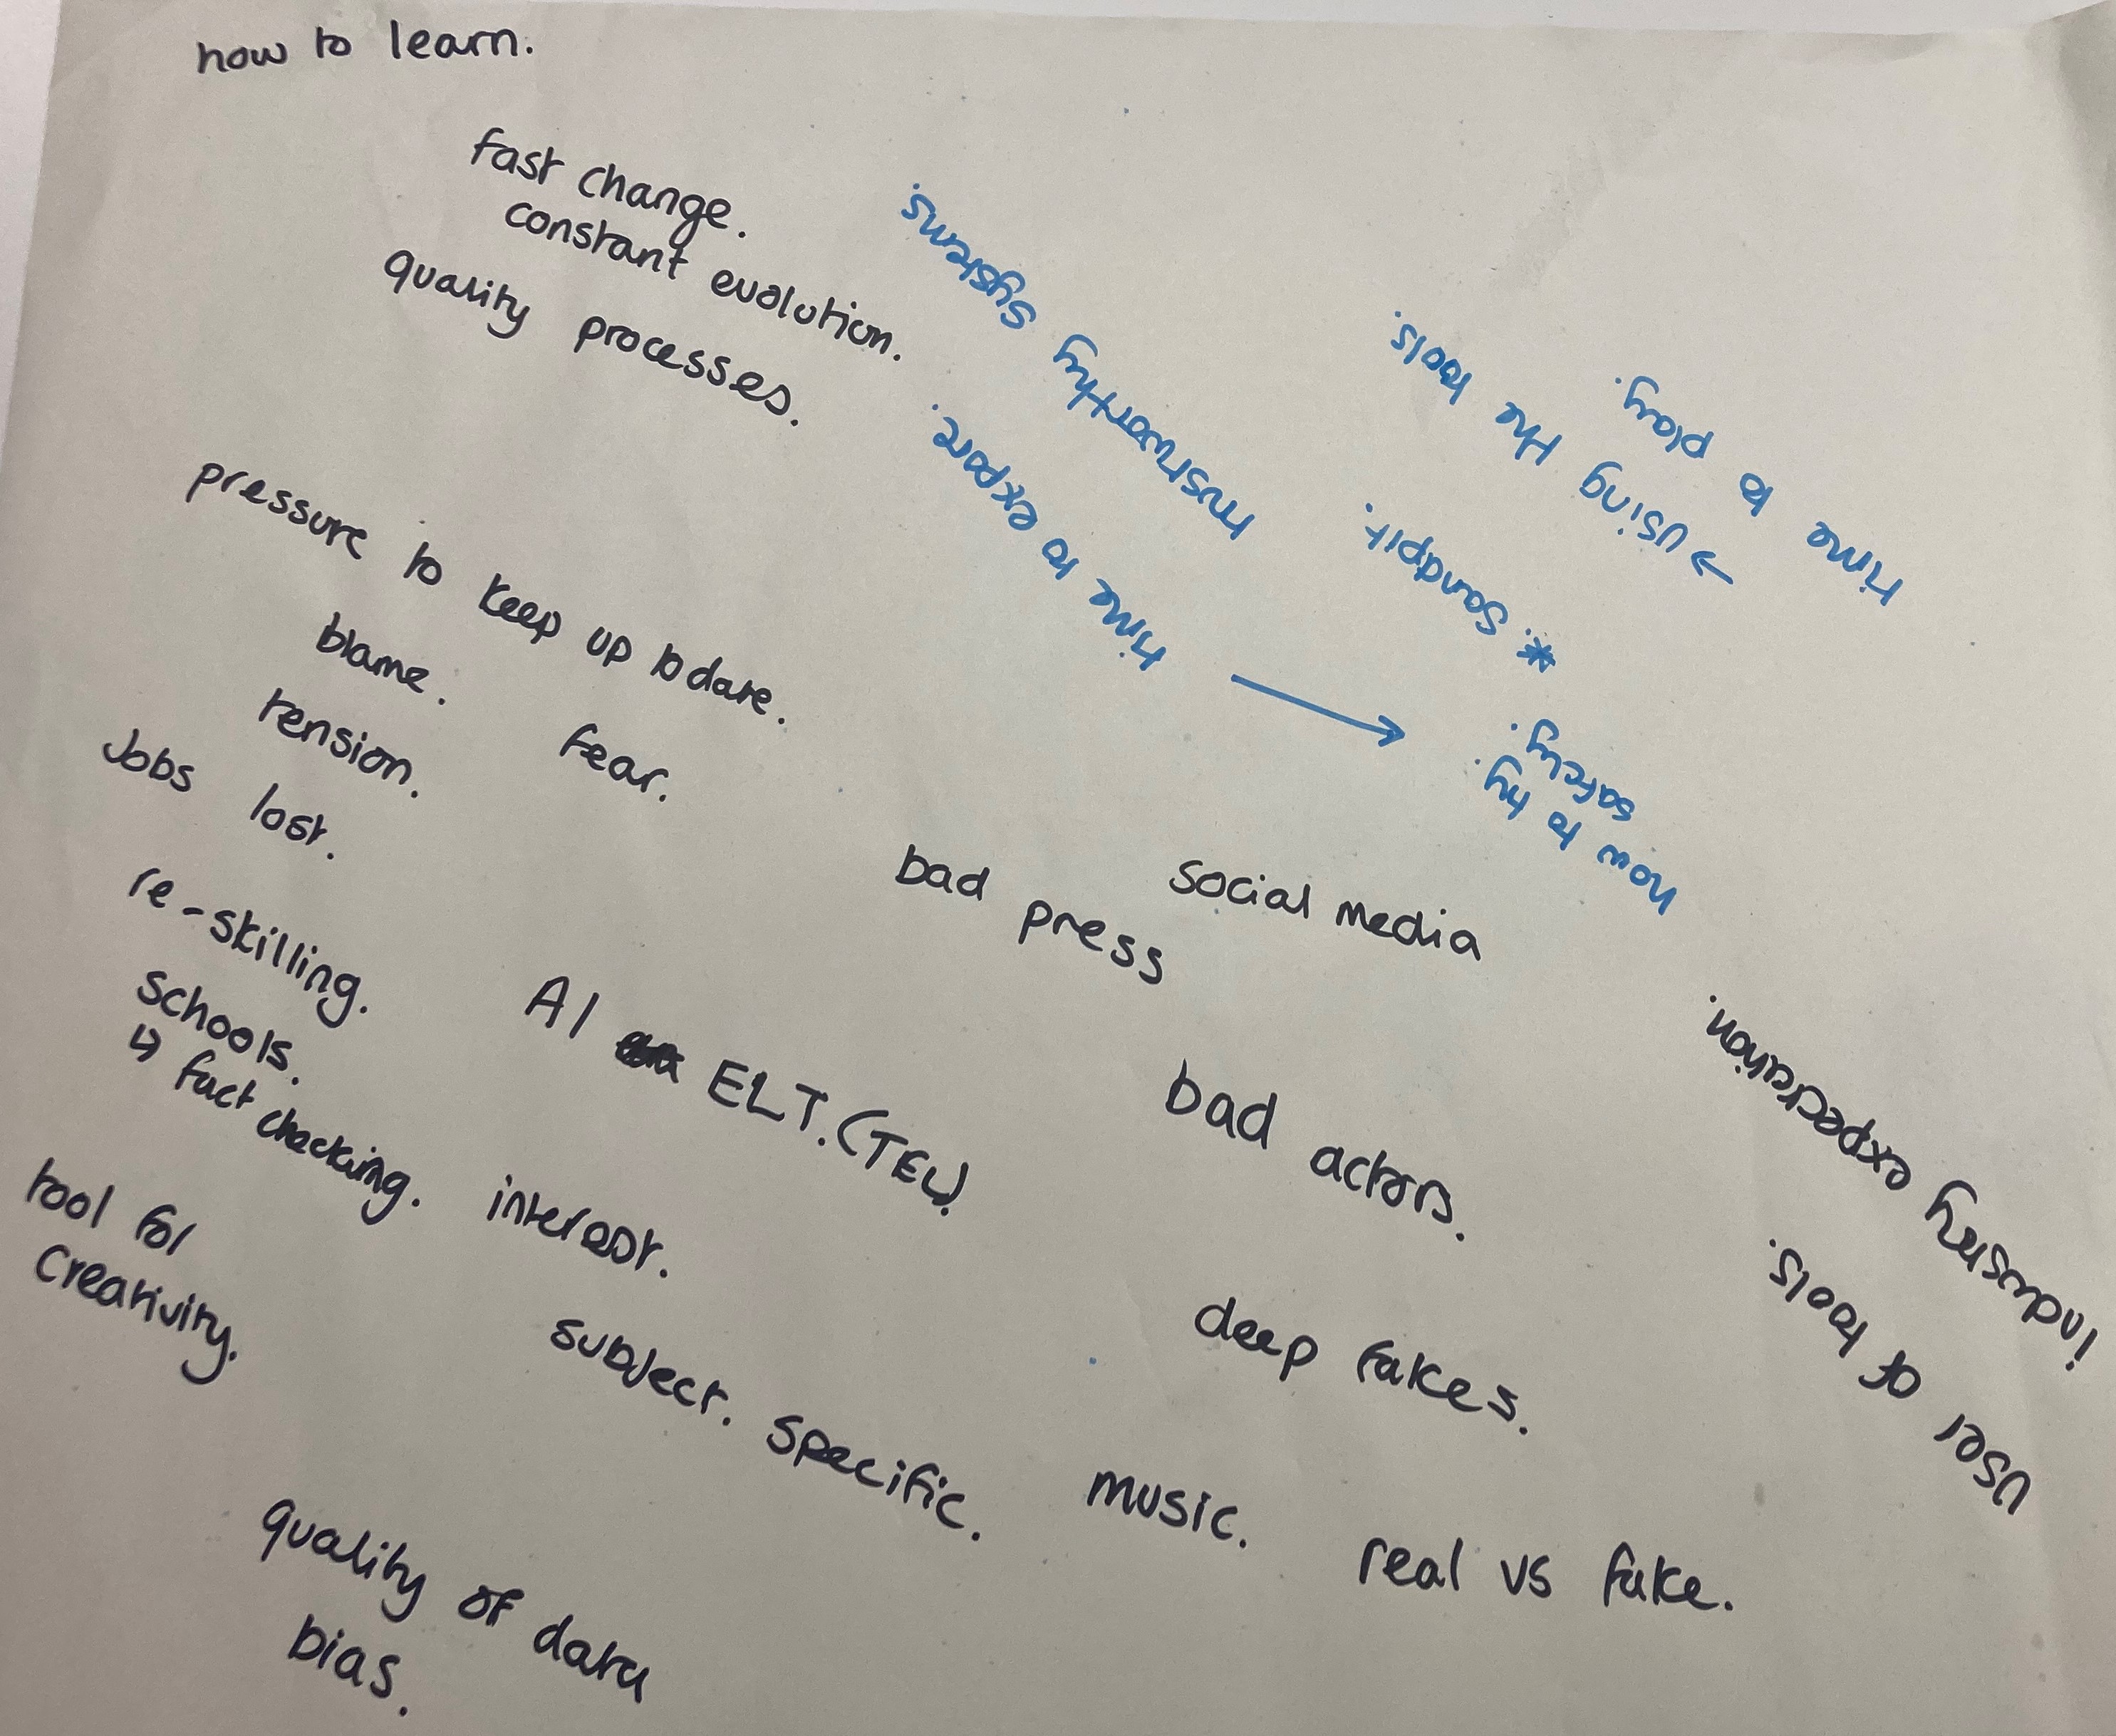 how to learn.
fast change.
constant evolution.
quality processes.
pressure to keep up to date.
blame.
fear.
tension.
Jobs lost.
re-skilling.
schools.
↳ fact checking.
tool for
creativity.
AI ELT. (TEL)
interest.
subject. specific.
quality of data
bias.
bad press
social media
bad actors.
deep fakes.
music.
real vs fake.
time to play.
→ using the tools.
* Sandpit.
trustworthy systems.
time to expore.
how to try
safely.
industry expectation.
User of tools.